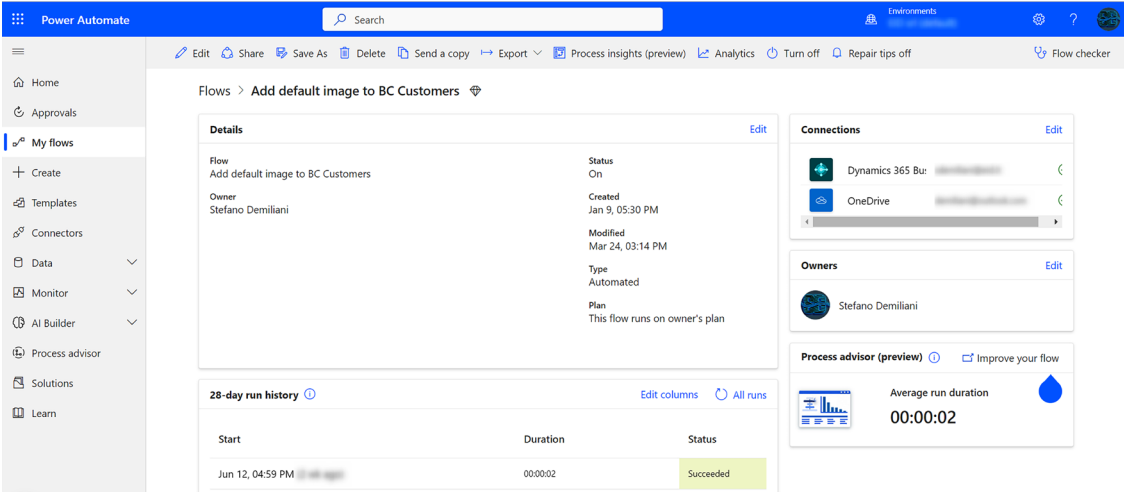 Power Automate
Search
Environments
Edit
Share
Save As
Delete
Send a copy
Export
Process insights (preview)
Analytics
Turn off
Repair tips off
Flow checker
Home
Approvals
My flows
Create
Templates
Connectors
Data
Monitor
AI Builder
Process advisor
Solutions
Learn
Flows > Add default image to BC Customers
Details
Edit
Flow
Add default image to BC Customers
Owner
Stefano Demiliani
Status
On
Created
Jan 9, 05:30 PM
Modified
Mar 24, 03:14 PM
Type
Automated
Plan
This flow runs on owner's plan
28-day run history
Edit columns
All runs
Start Duration Status
Jun 12, 04:59 PM 00:00:02 Succeeded
Connections
Edit
Dynamics 365 Bus
OneDrive
Owners
Edit
Stefano Demiliani
Process advisor (preview)
Improve your flow
Average run duration
00:00:02